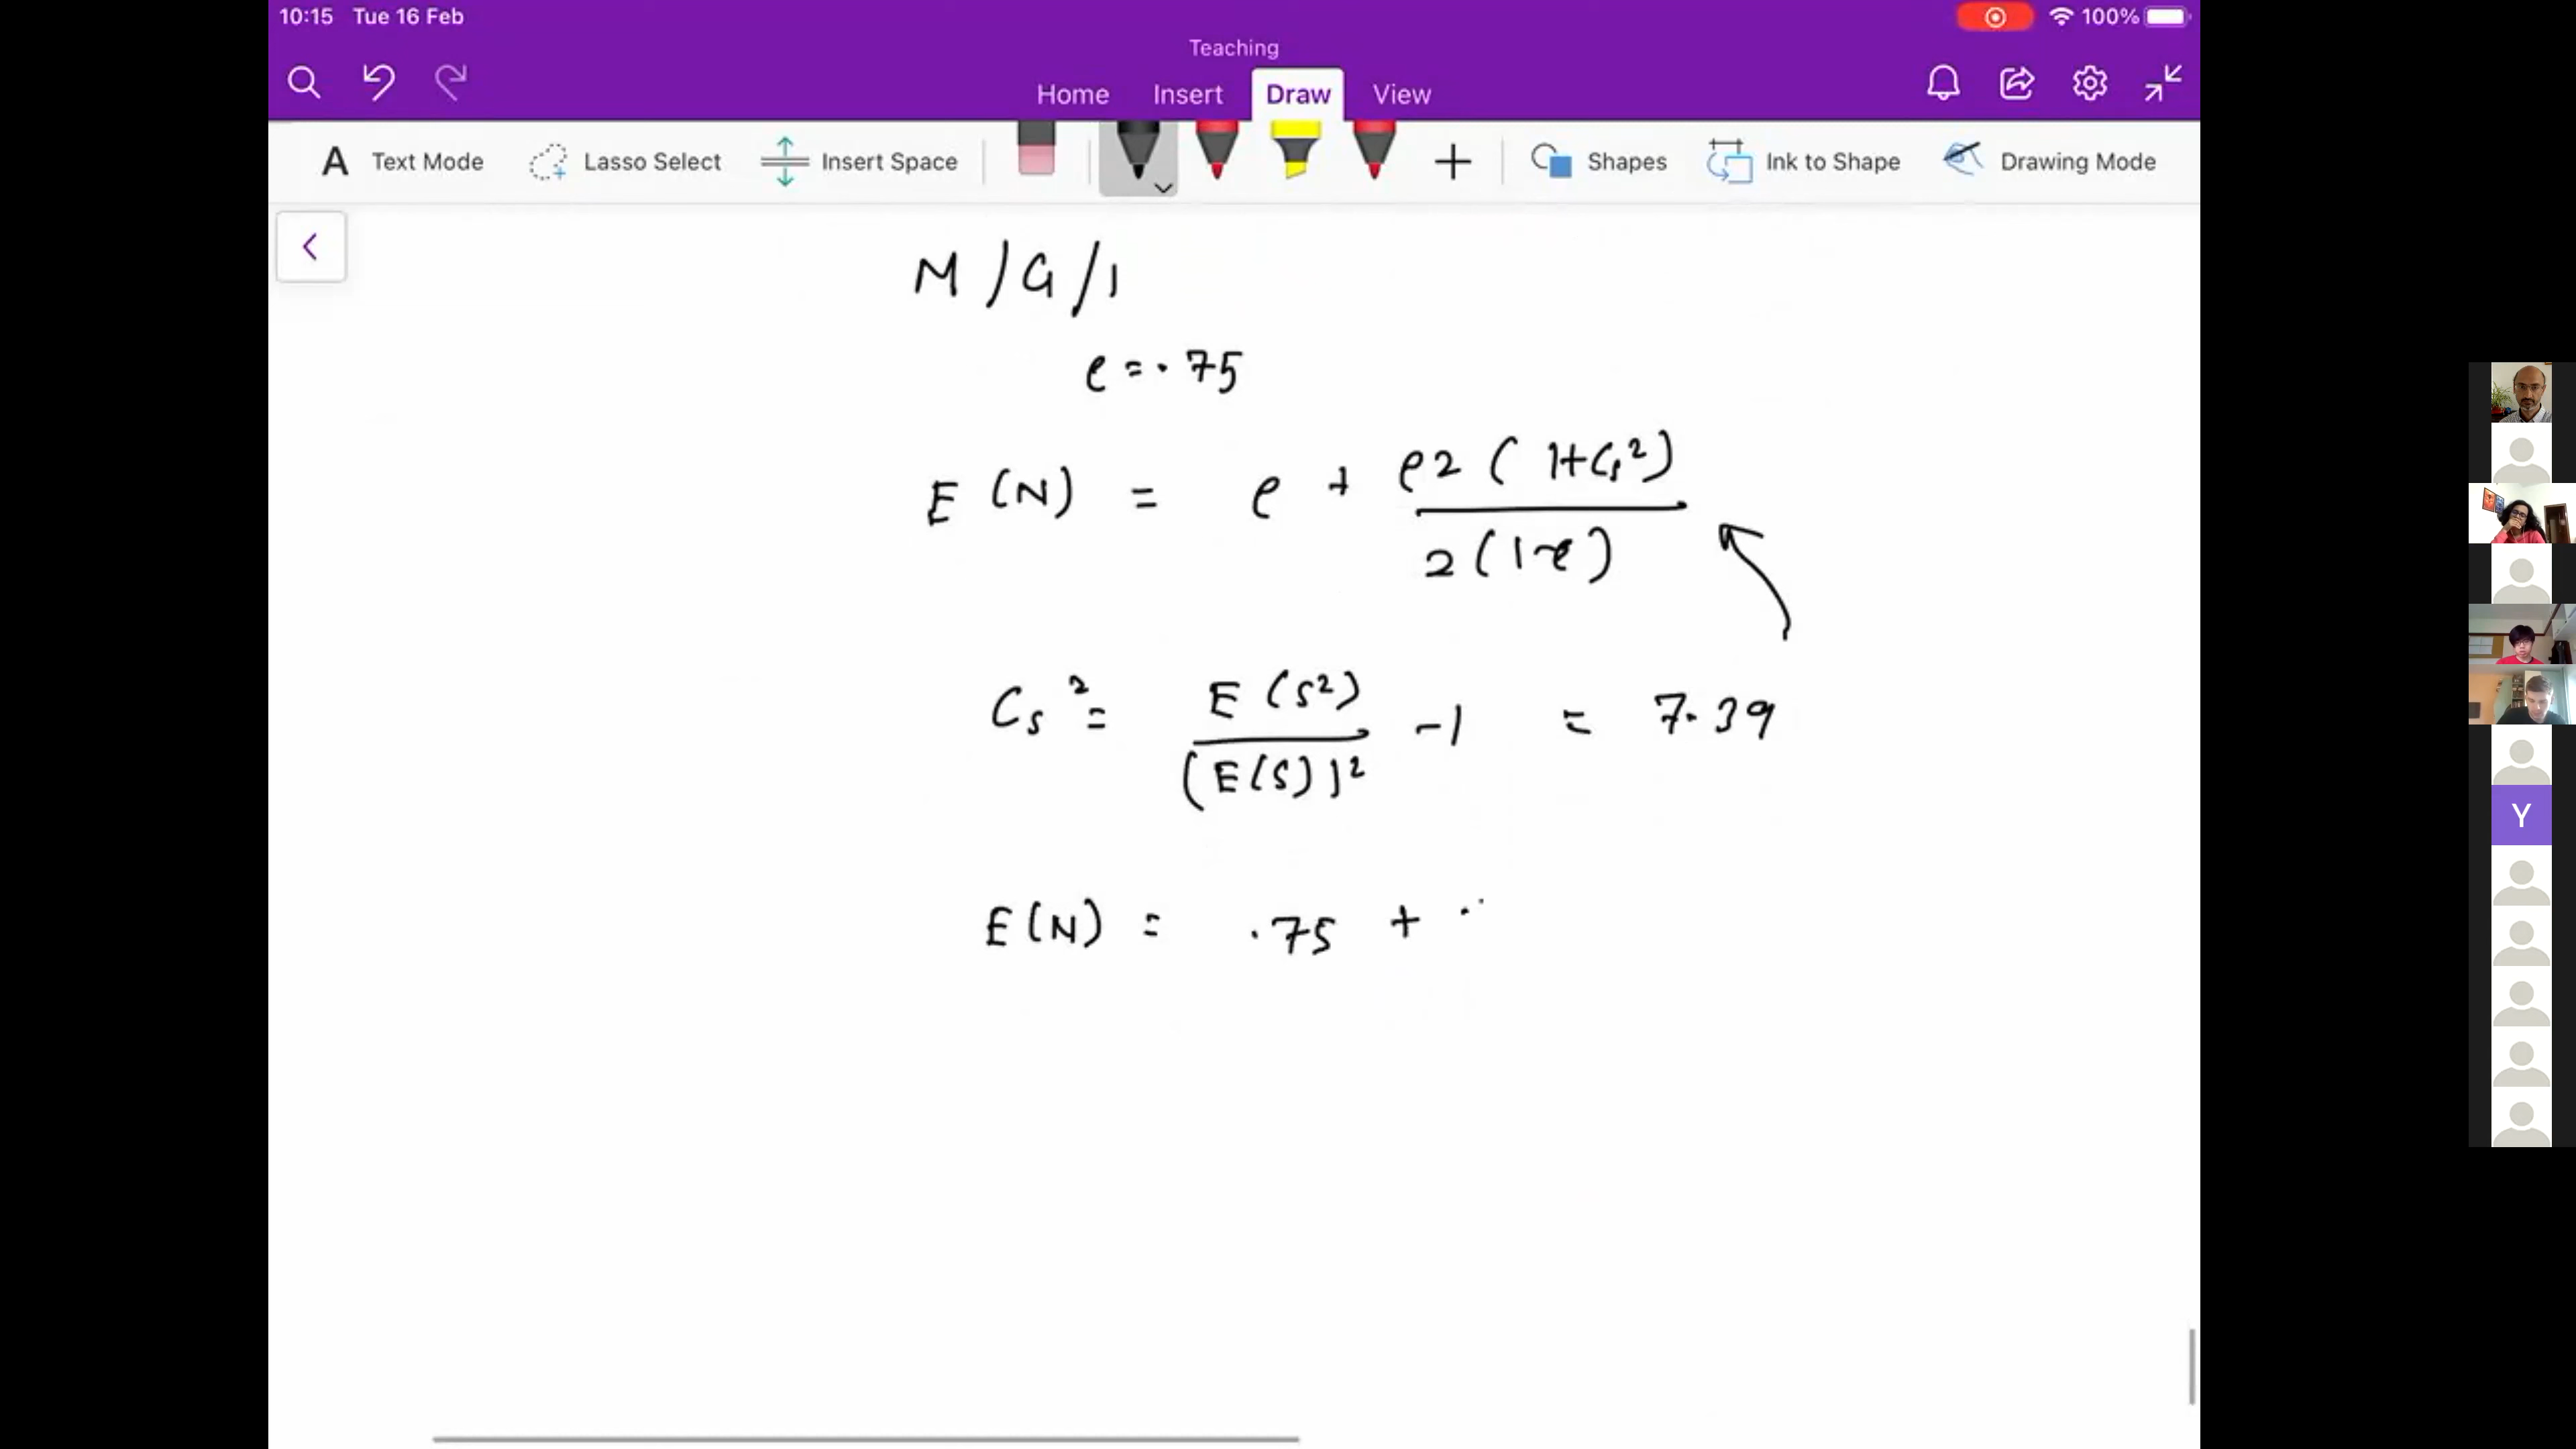 10:15 Tue 16 Feb
100%
Teaching
Home Insert Draw View
A Text Mode Lasso Select Insert Space Shapes Ink to Shape Drawing Mode
M/G/1
ρ = .75
E (N) = ρ + ρ2 ( 1+Cs²)
2 (1-ρ)
Cs² = E (S²) -1 = 7.39
(E(S))²
E(N) = .75 + .
Y